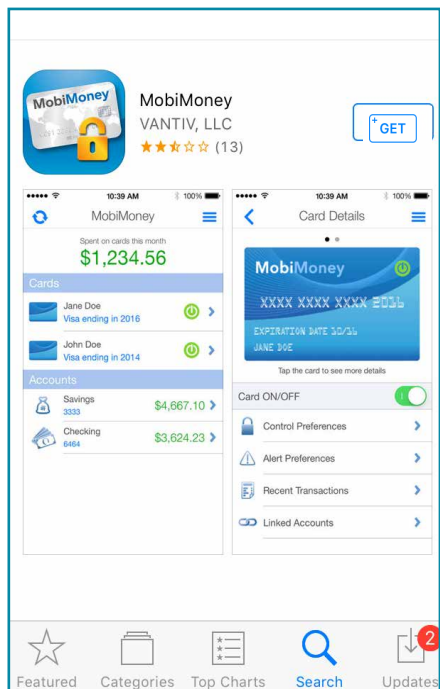 MobiMoney
MobiMoney
VANTIV, LLC
(13)
+ GET
10:39 AM 100%
MobiMoney
Spent on cards this month
$1,234.56
Cards
Jane Doe
Visa ending in 2016
John Doe
Visa ending in 2014
Accounts
Savings
3333
$4,667.10
Checking
6464
$3,624.23
10:39 AM 100%
Card Details
MobiMoney
XXXX XXXX XXXX 2016
EXPIRATION DATE 10/16
JANE DOE
Tap the card to see more details
Card ON/OFF
Control Preferences
Alert Preferences
Recent Transactions
Linked Accounts
Featured
Categories
Top Charts
Search
2
Updates